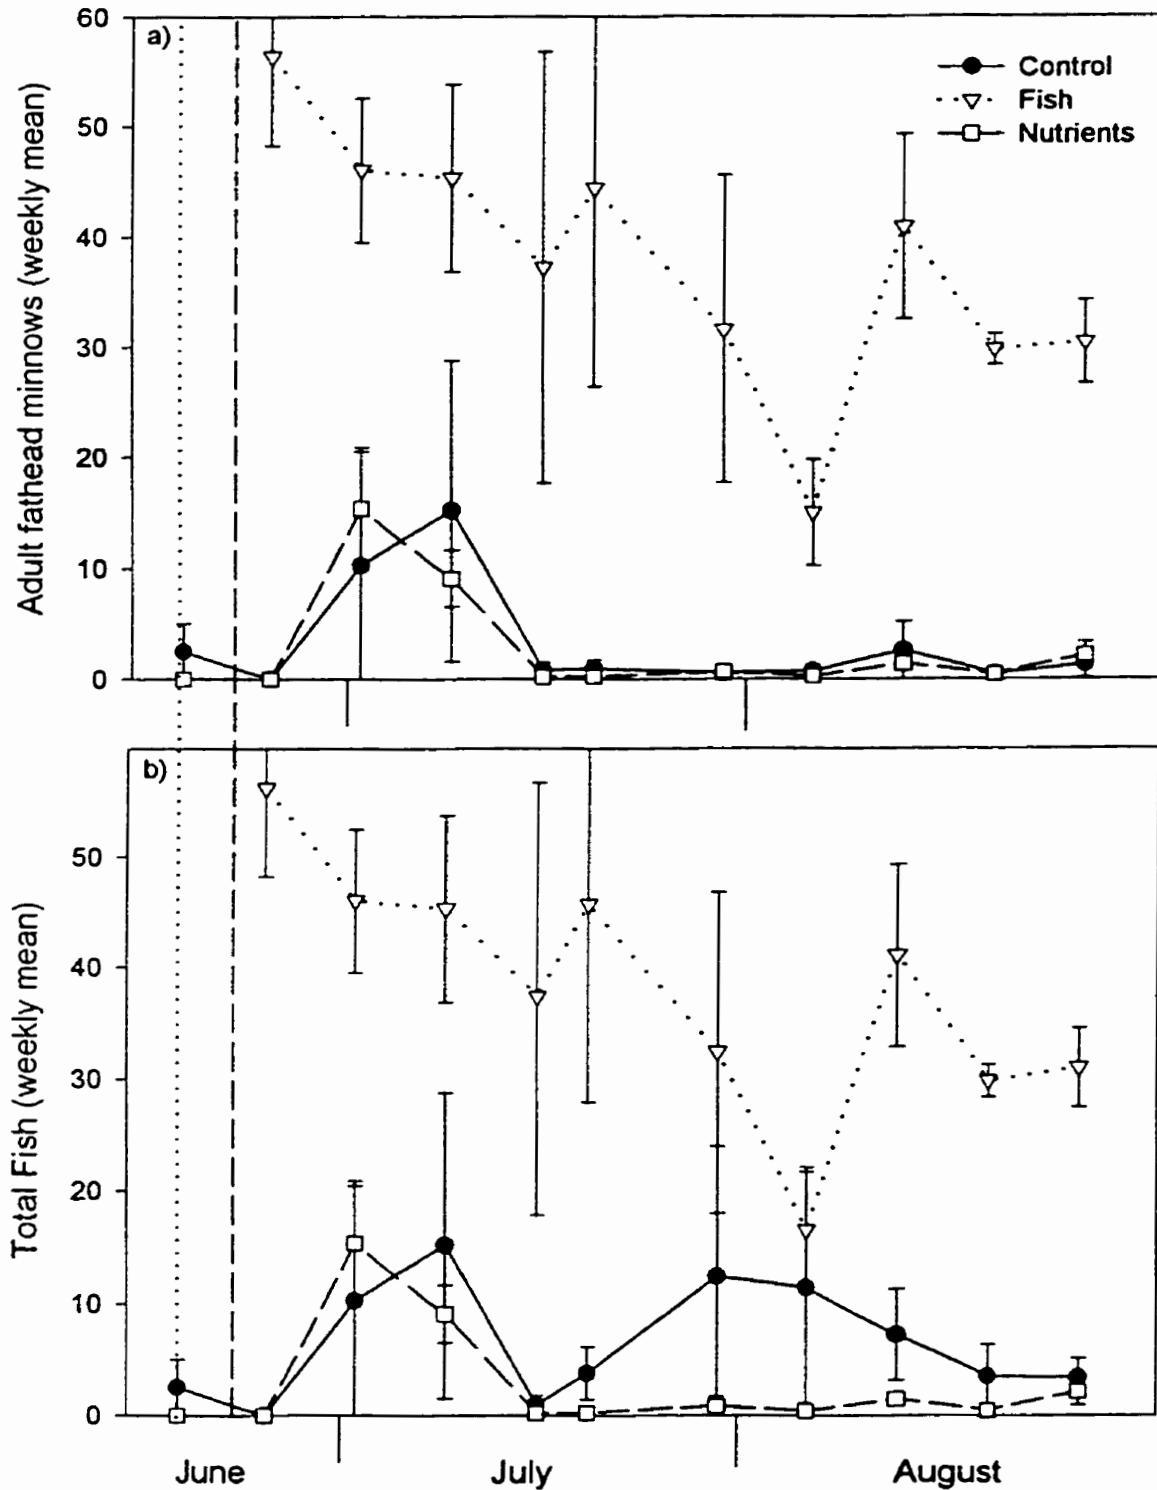 60
a)
Control
Fish
Nutrients
50
40
30
20
10
0
Adult fathead minnows (weekly mean)
b)
50
40
30
20
10
0
Total Fish (weekly mean)
June
July
August